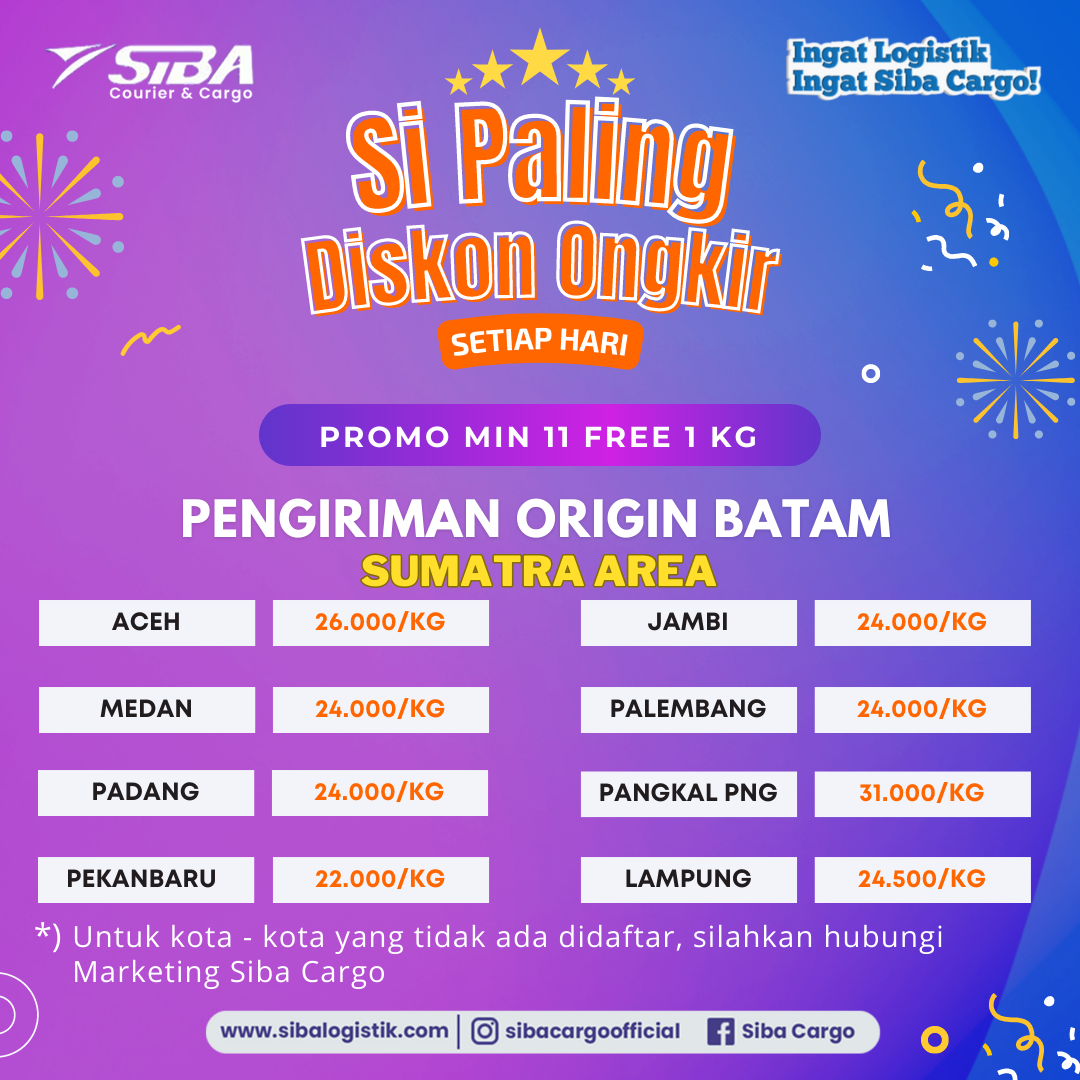 SiBA
Courier & Cargo
Ingat Logistik
Ingat Siba Cargo!
Si Paling
Diskon Ongkir
SETIAP HARI
PROMO MIN 11 FREE 1 KG
PENGIRIMAN ORIGIN BATAM
SUMATRA AREA
ACEH 26.000/KG
JAMBI 24.000/KG
MEDAN 24.000/KG
PALEMBANG 24.000/KG
PADANG 24.000/KG
PANGKAL PNG 31.000/KG
PEKANBARU 22.000/KG
LAMPUNG 24.500/KG
*) Untuk kota - kota yang tidak ada didaftar, silahkan hubungi
Marketing Siba Cargo
www.sibalogistik.com | sibacargoofficial Siba Cargo